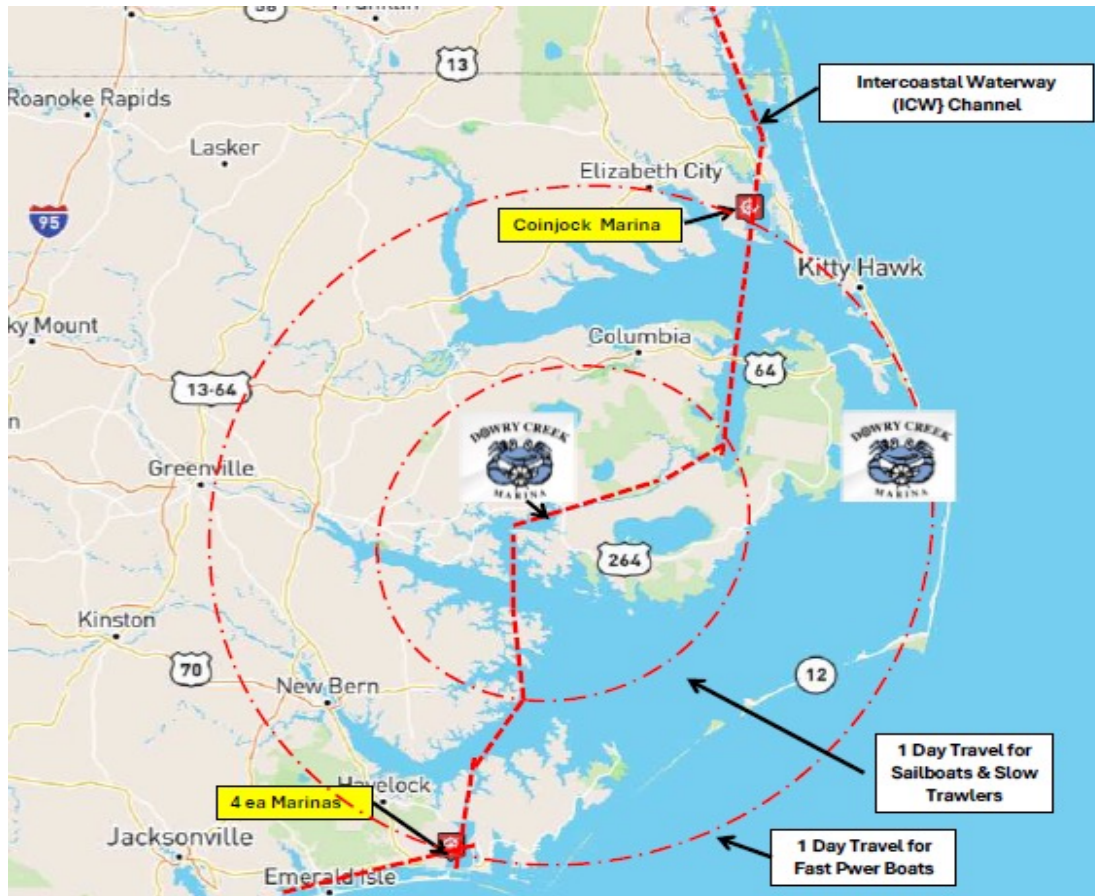 58
Franklin
13
Intercoastal Waterway
(ICW} Channel
Roanoke Rapids
Lasker
Elizabeth City
95
Coinjock Marina
Kitty Hawk
ky Mount
Columbia
64
13-64
n
DOWRY CREEK
MARINA
DOWRY CREEK
MARINA
Greenville
264
Kinston
70
12
New Bern
1 Day Travel for
Sailboats & Slow
Trawlers
Havelock
4 ea Marinas
Jacksonville
1 Day Travel for
Fast Pwer Boats
Emerald Isle